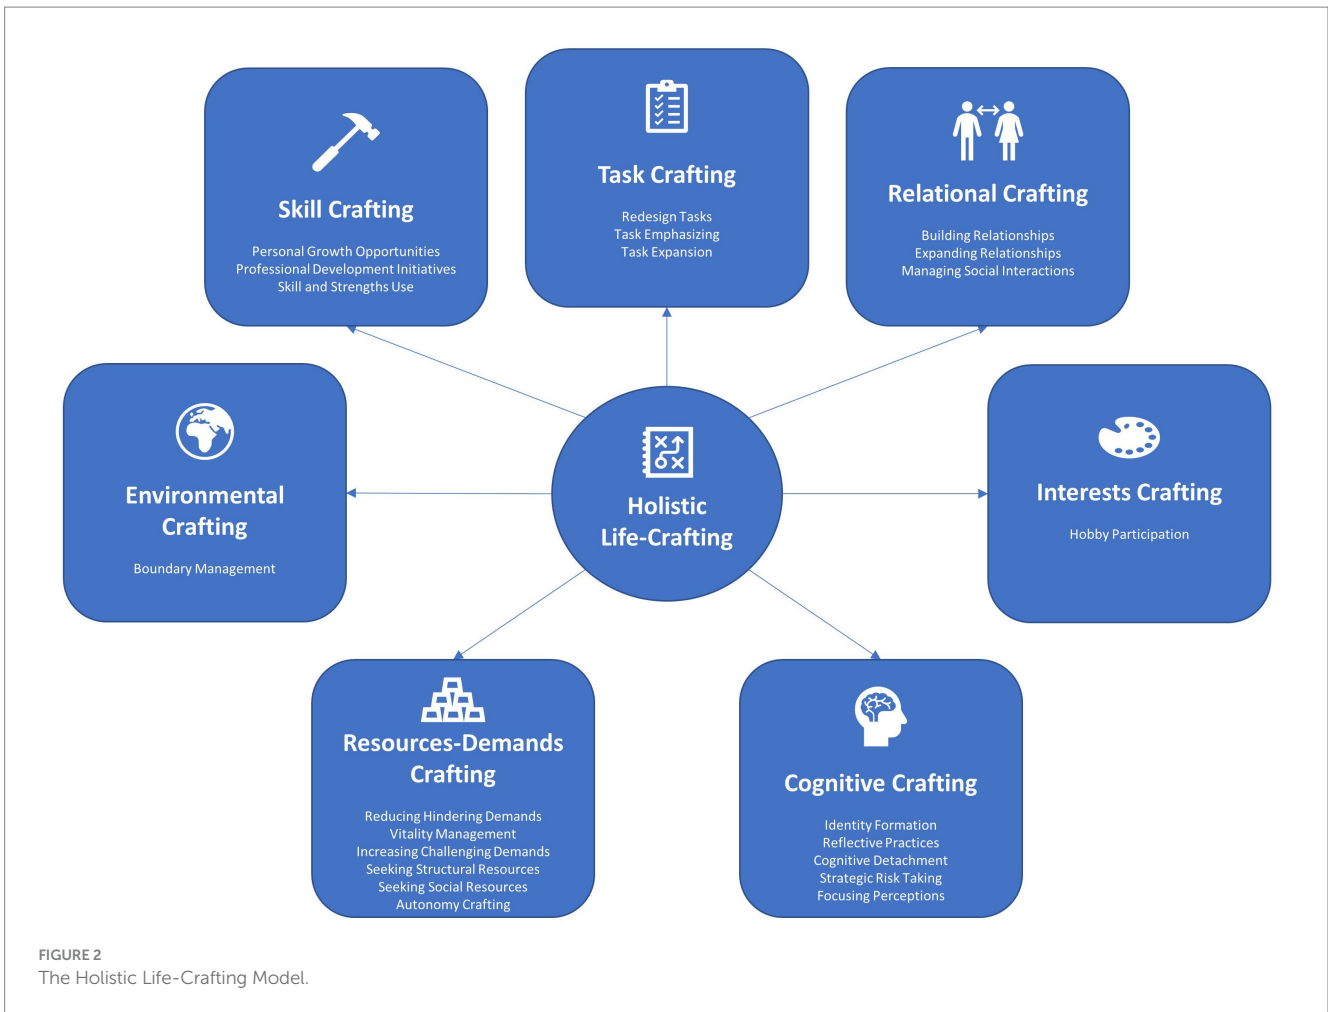 Skill Crafting
Personal Growth Opportunities
Professional Development Initiatives
Skill and Strengths Use
Task Crafting
Redesign Tasks
Task Emphasizing
Task Expansion
Relational Crafting
Building Relationships
Expanding Relationships
Managing Social Interactions
Environmental
Crafting
Boundary Management
Holistic
Life-Crafting
Interests Crafting
Hobby Participation
Resources-Demands
Crafting
Reducing Hindering Demands
Vitality Management
Increasing Challenging Demands
Seeking Structural Resources
Seeking Social Resources
Autonomy Crafting
Cognitive Crafting
Identity Formation
Reflective Practices
Cognitive Detachment
Strategic Risk Taking
Focusing Perceptions
FIGURE 2
The Holistic Life-Crafting Model.